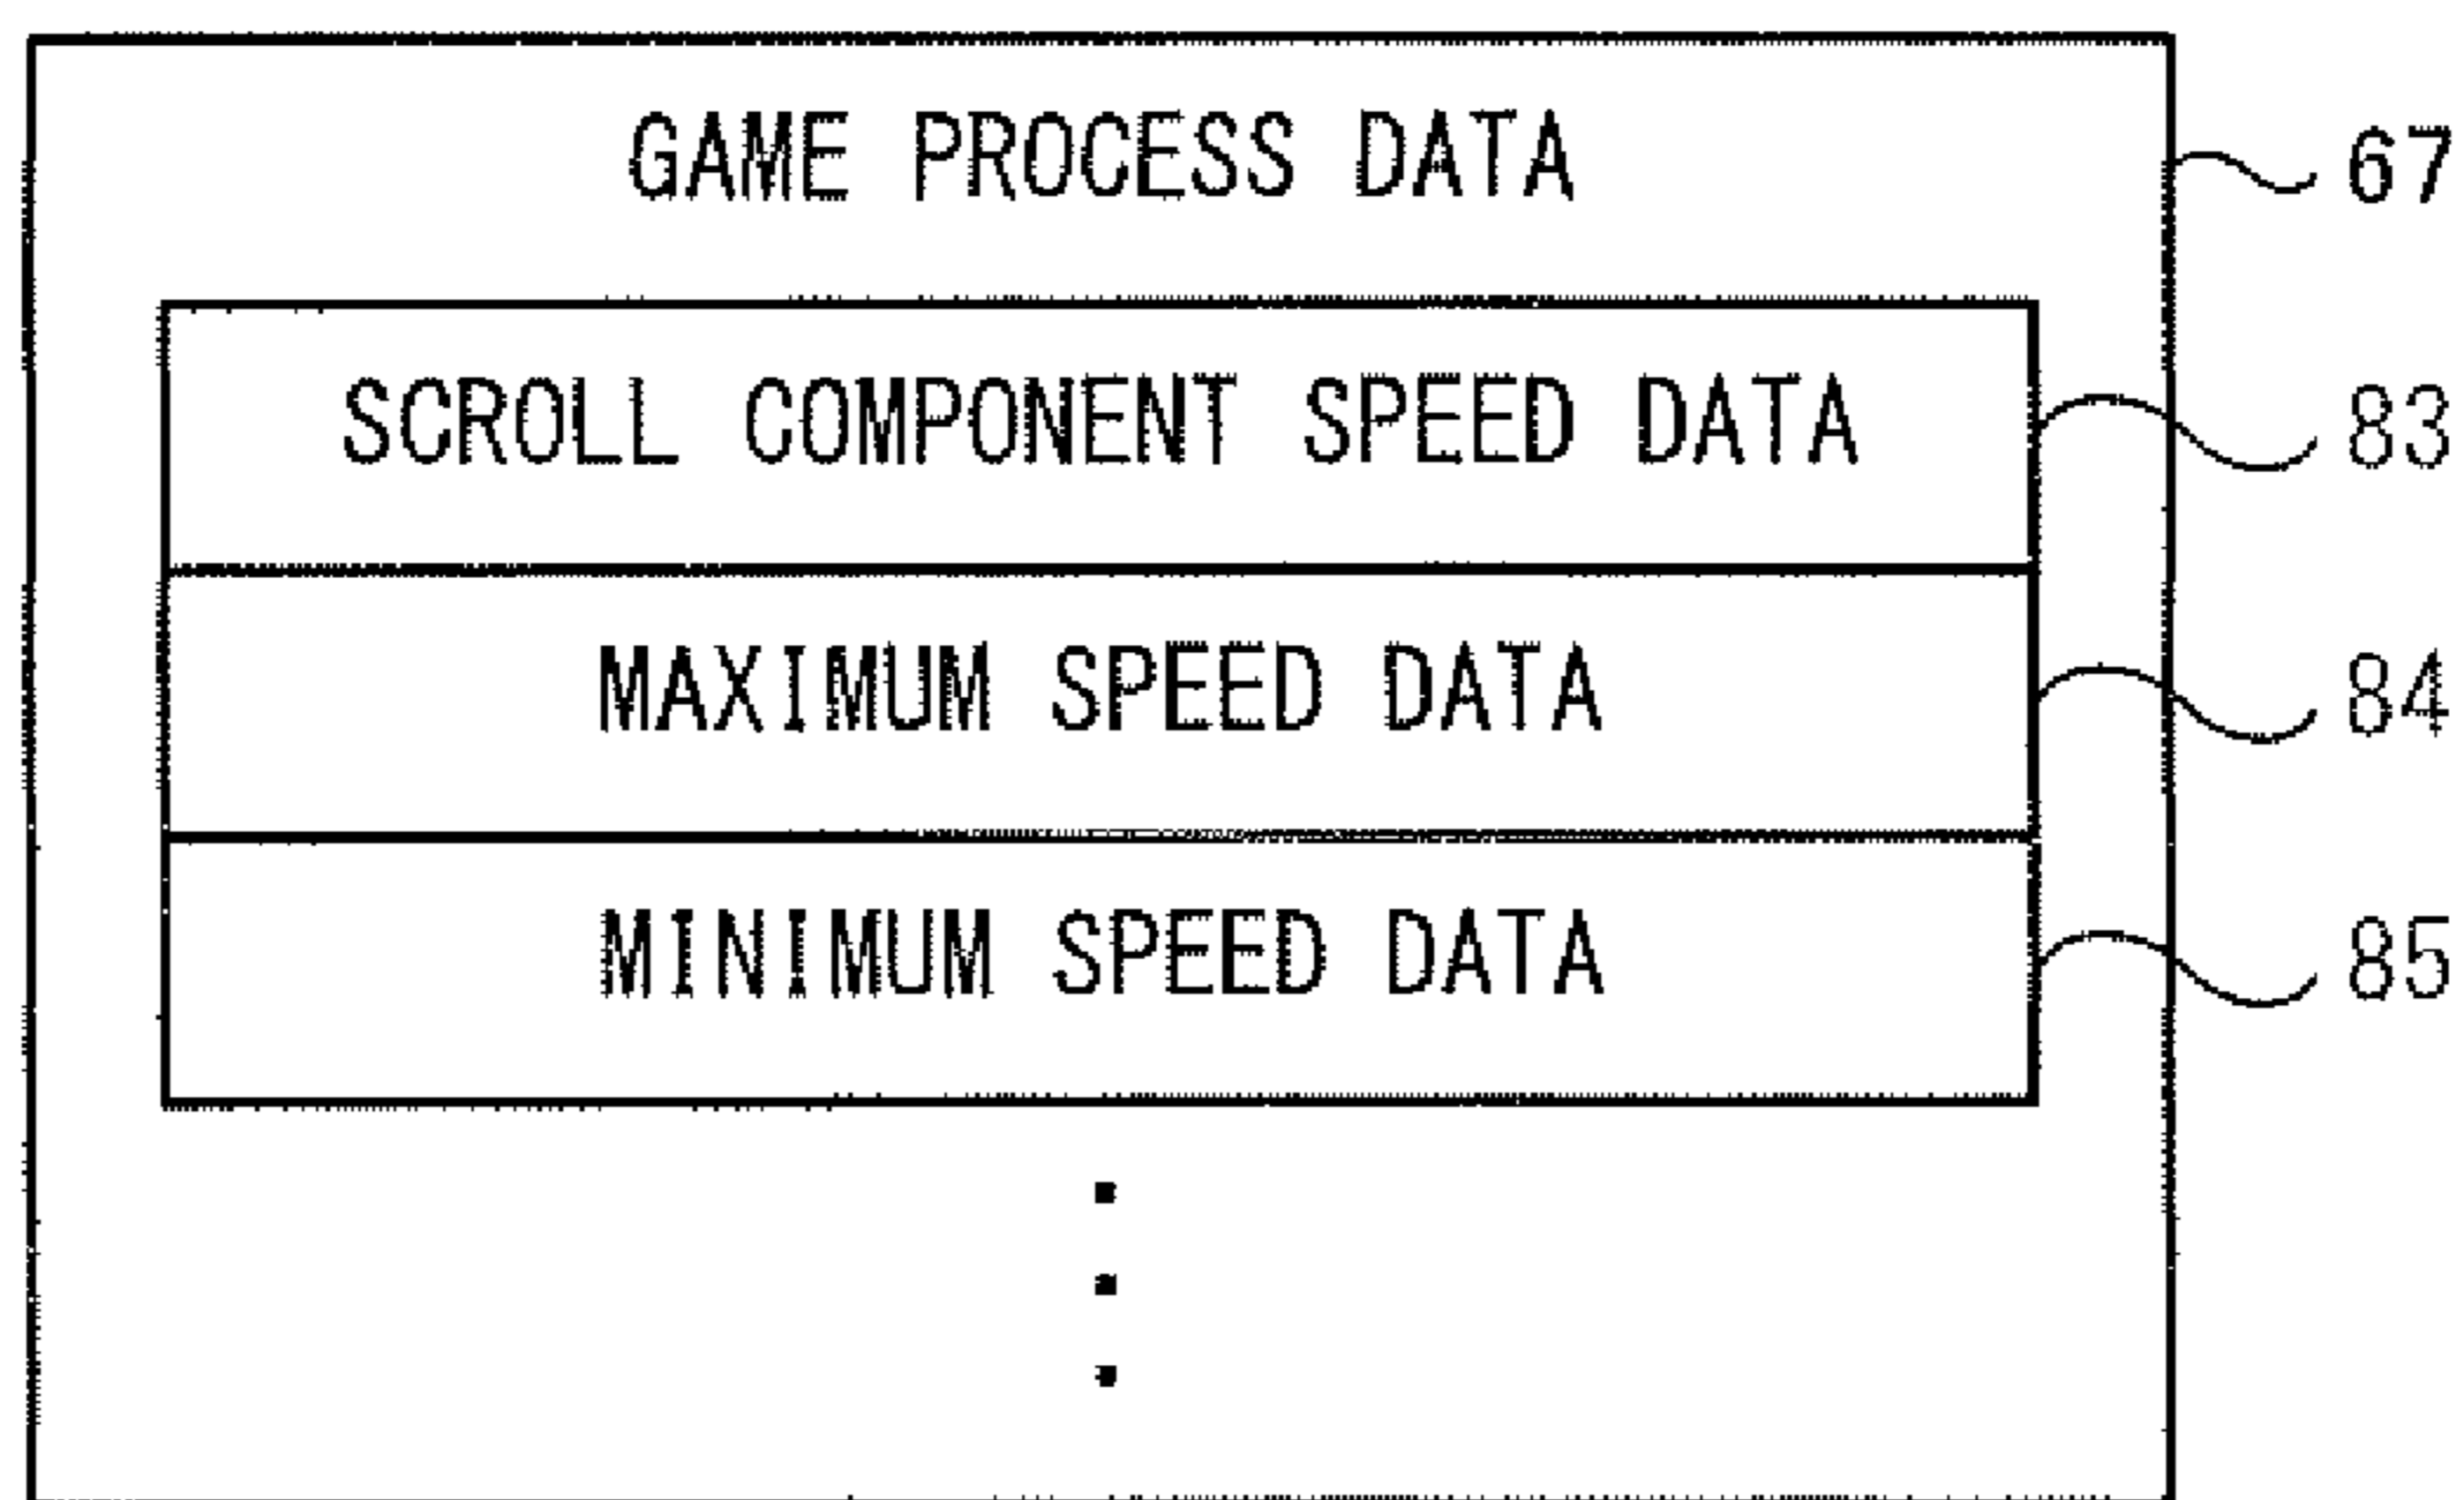 GAME PROCESS DATA 67
SCROLL COMPONENT SPEED DATA 83
MAXIMUM SPEED DATA 84
MINIMUM SPEED DATA 85